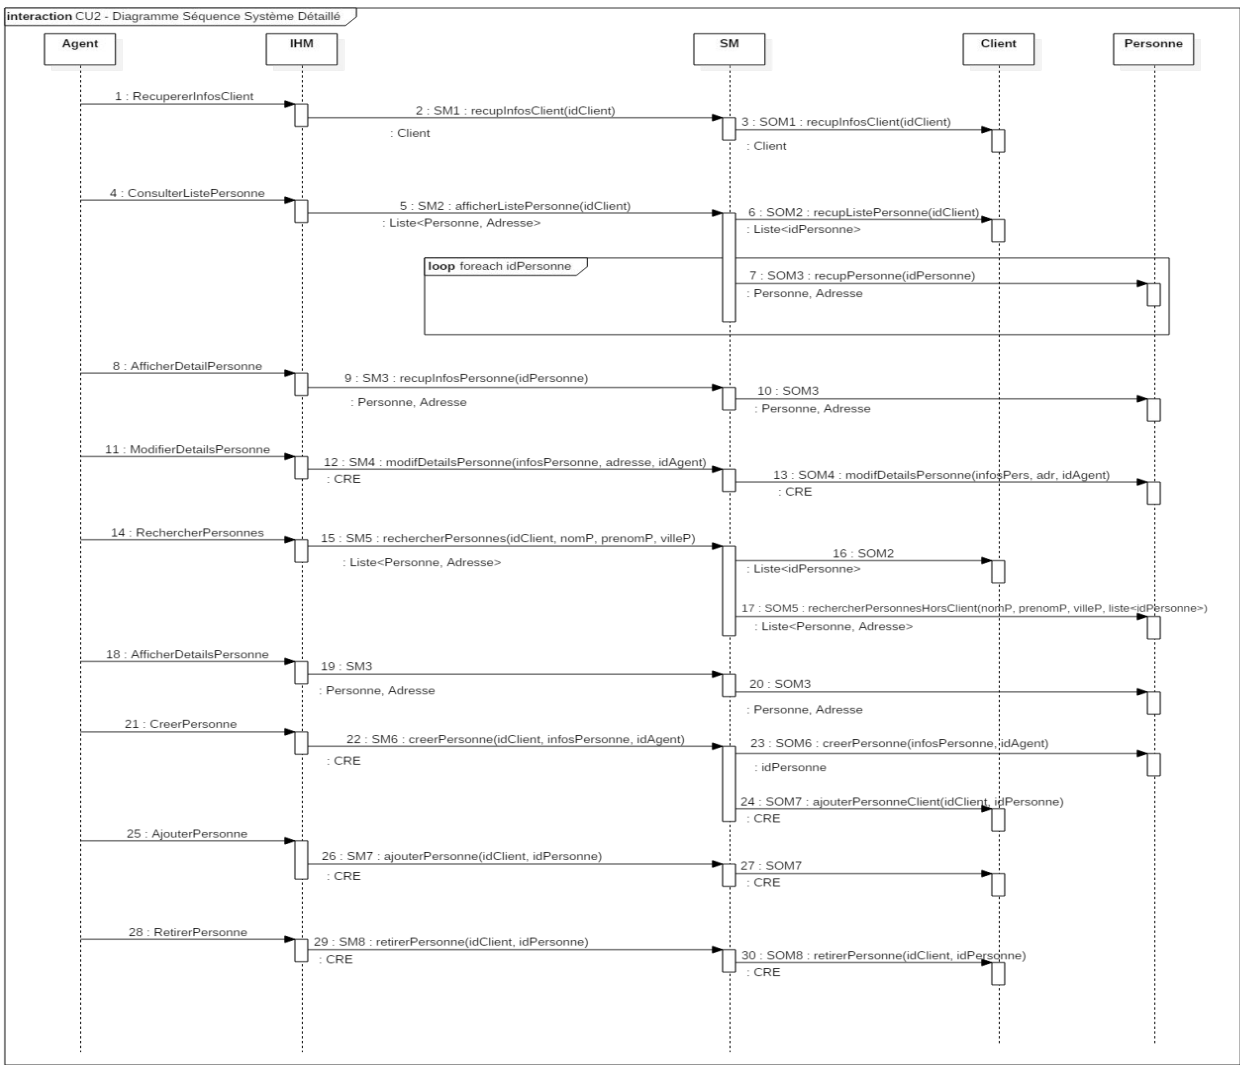 interaction CU2 - Diagramme Séquence Système Détaillé
Agent
IHM
SM
Client
Personne
1 : RecupererInfosClient
2 : SM1 : recupInfosClient(idClient)
: Client
3 : SOM1 : recupInfosClient(idClient)
: Client
4 : ConsulterListePersonne
5 : SM2 : afficherListePersonne(idClient)
: Liste<Personne, Adresse>
6 : SOM2 : recupListePersonne(idClient)
: Liste<idPersonne>
loop foreach idPersonne
7 : SOM3 : recupPersonne(idPersonne)
: Personne, Adresse
8 : AfficherDetailPersonne
9 : SM3 : recupInfosPersonne(idPersonne)
: Personne, Adresse
10 : SOM3
: Personne, Adresse
11 : ModifierDetailsPersonne
12 : SM4 : modifDetailsPersonne(infosPersonne, adresse, idAgent)
: CRE
13 : SOM4 : modifDetailsPersonne(infosPers, adr, idAgent)
: CRE
14 : RechercherPersonnes
15 : SM5 : rechercherPersonnes(idClient, nomP, prenomP, villeP)
: Liste<Personne, Adresse>
16 : SOM2
: Liste<idPersonne>
17 : SOM5 : rechercherPersonnesHorsClient(nomP, prenomP, villeP, liste<idPersonne>)
: Liste<Personne, Adresse>
18 : AfficherDetailsPersonne
19 : SM3
: Personne, Adresse
20 : SOM3
: Personne, Adresse
21 : CreerPersonne
22 : SM6 : creerPersonne(idClient, infosPersonne, idAgent)
: CRE
23 : SOM6 : creerPersonne(infosPersonne, idAgent)
: idPersonne
24 : SOM7 : ajouterPersonneClient(idClient, idPersonne)
: CRE
25 : AjouterPersonne
26 : SM7 : ajouterPersonne(idClient, idPersonne)
: CRE
27 : SOM7
: CRE
28 : RetirerPersonne
29 : SM8 : retirerPersonne(idClient, idPersonne)
: CRE
30 : SOM8 : retirerPersonne(idClient, idPersonne)
: CRE